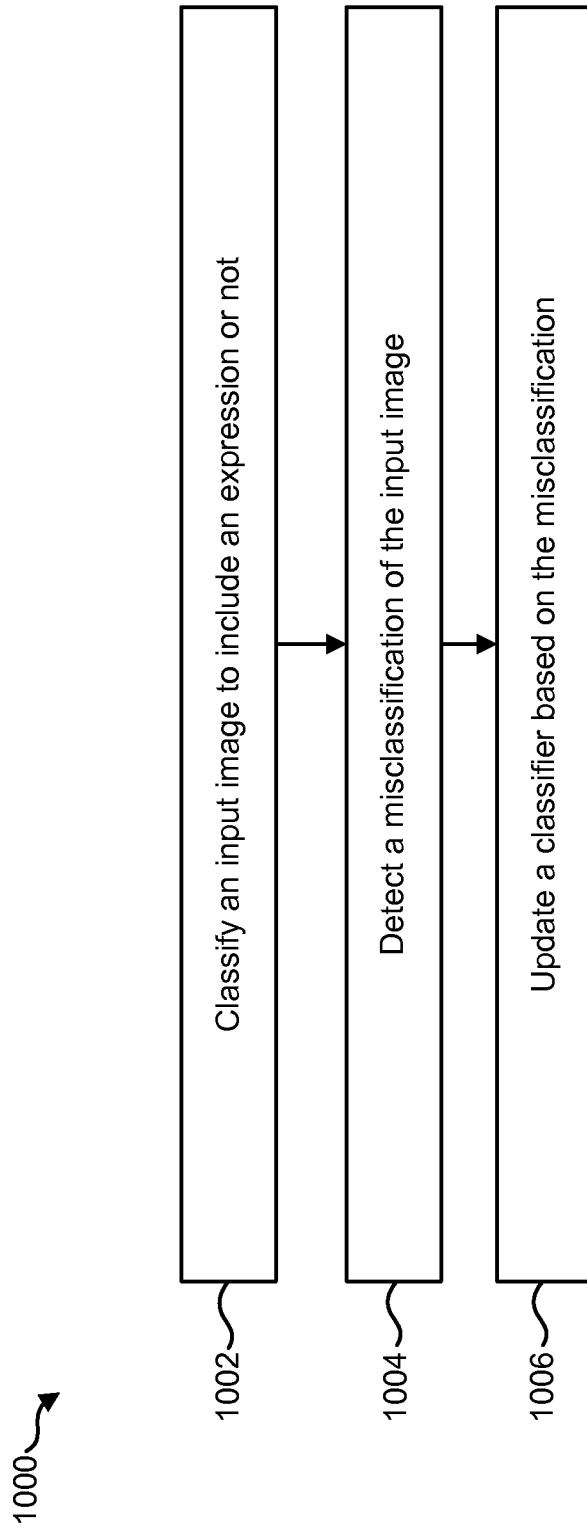 1000
1002
Classify an input image to include an expression or not
1004
Detect a misclassification of the input image
1006
Update a classifier based on the misclassification